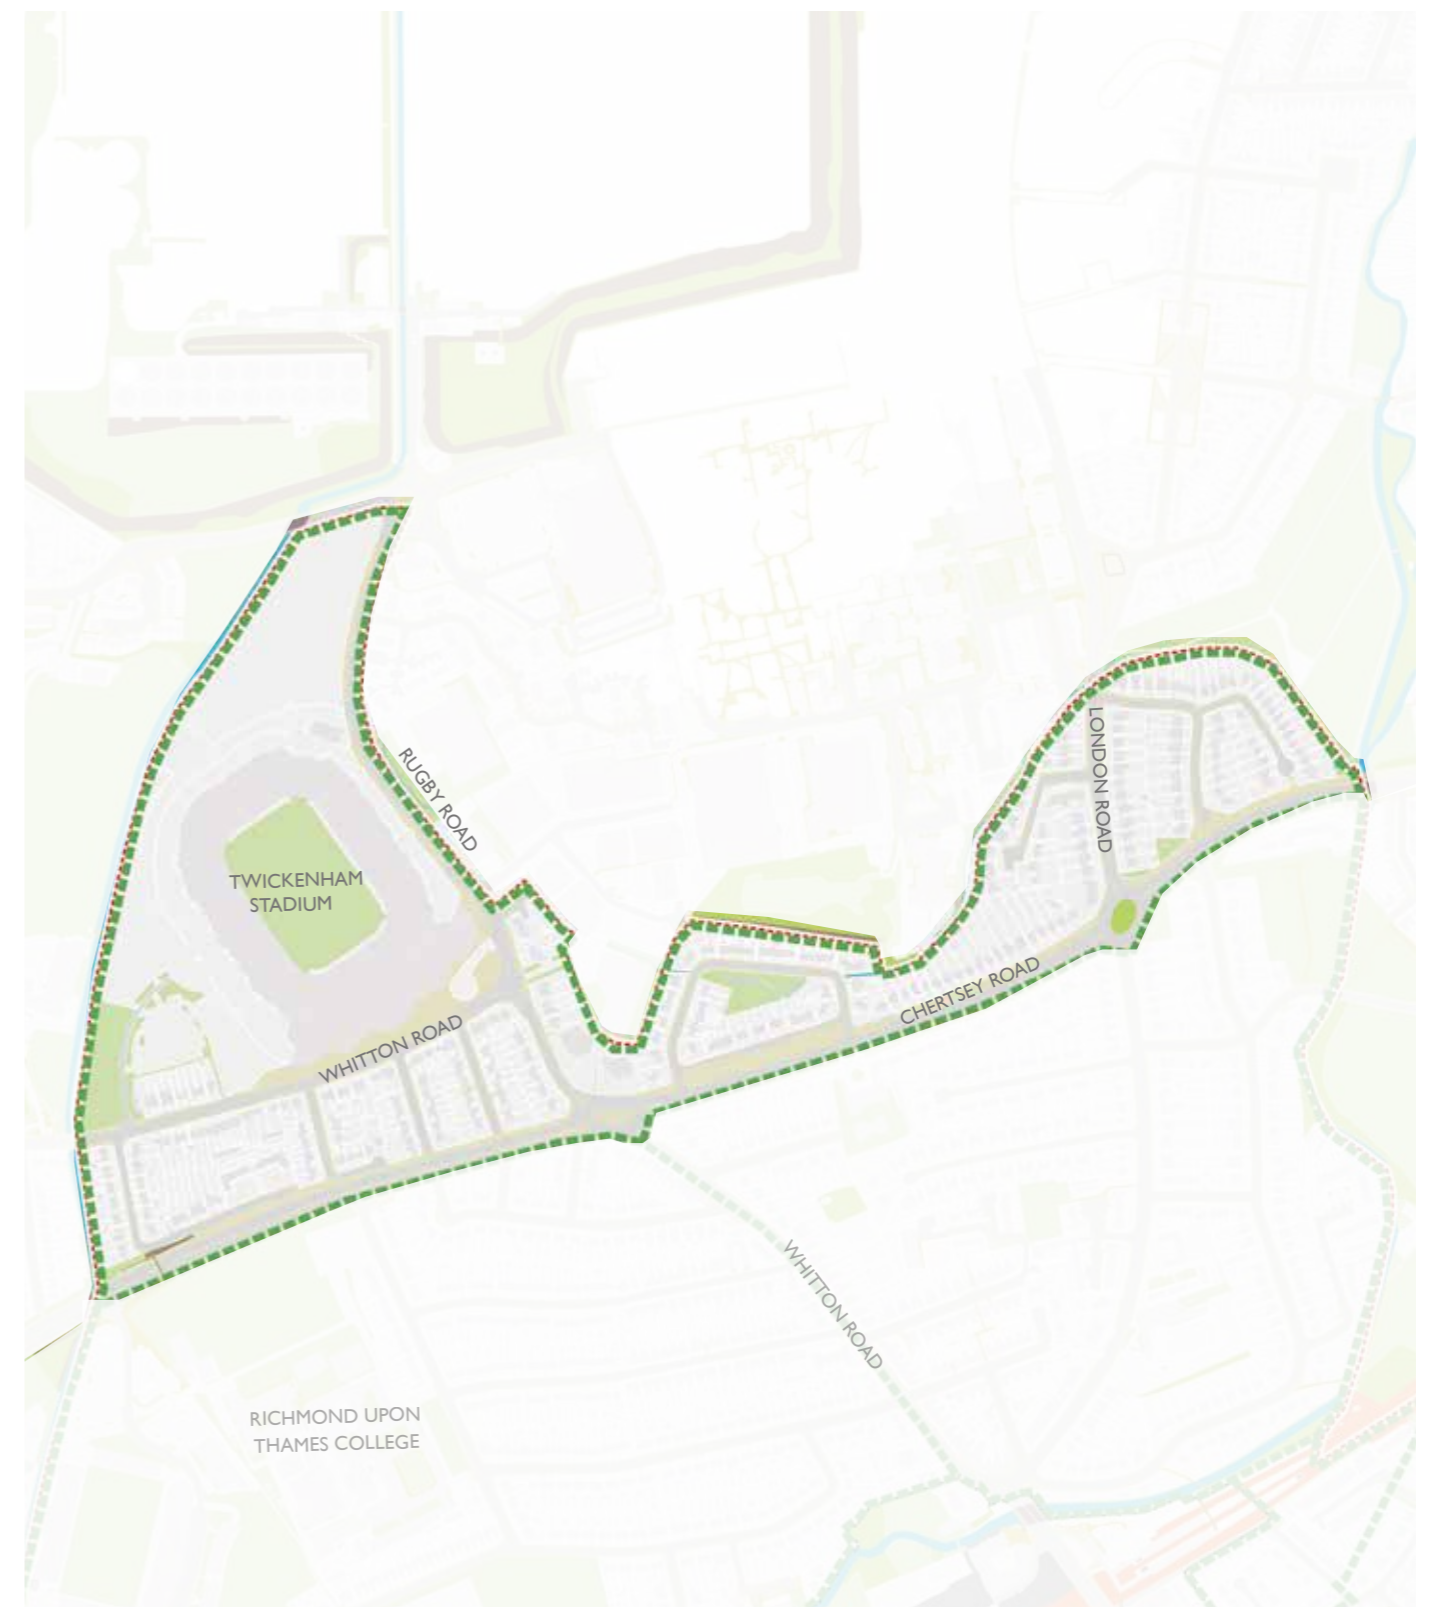 LONDON ROAD
RUGBY ROAD
TWICKENHAM
STADIUM
CHERTSEY ROAD
WHITTON ROAD
WHITTON ROAD
RICHMOND UPON
THAMES COLLEGE